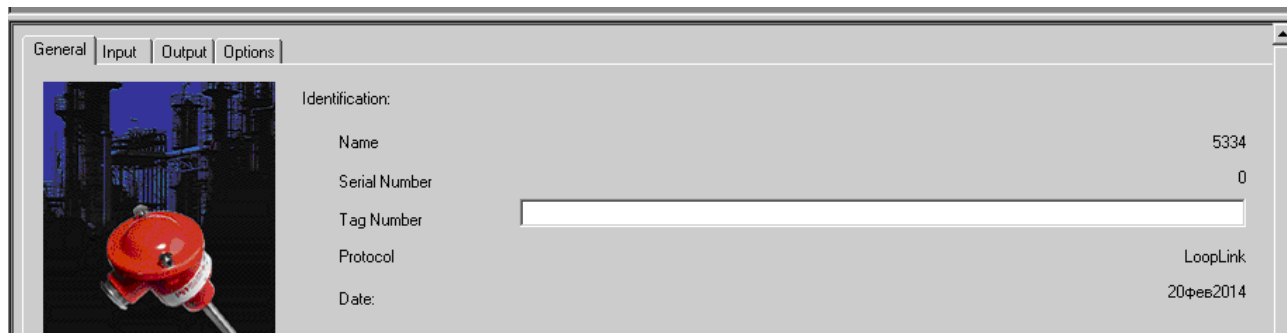 General Input Output Options
Identification:
Name 5334
Serial Number 0
Tag Number
Protocol LoopLink
Date: 20фев2014